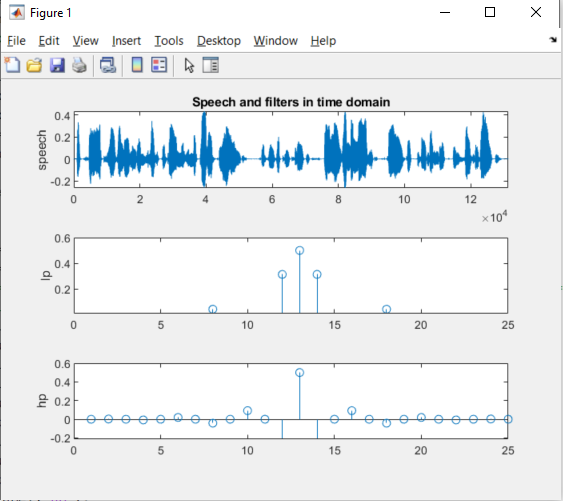 Figure 1
File Edit View Insert Tools Desktop Window Help
Speech and filters in time domain
speech
0.4
0.2
0
-0.2
0 2 4 6 8 10 12
×10^4
lp
0.6
0.4
0.2
0 5 10 15 20 25
hp
0.6
0.4
0.2
0
-0.2
0 5 10 15 20 25